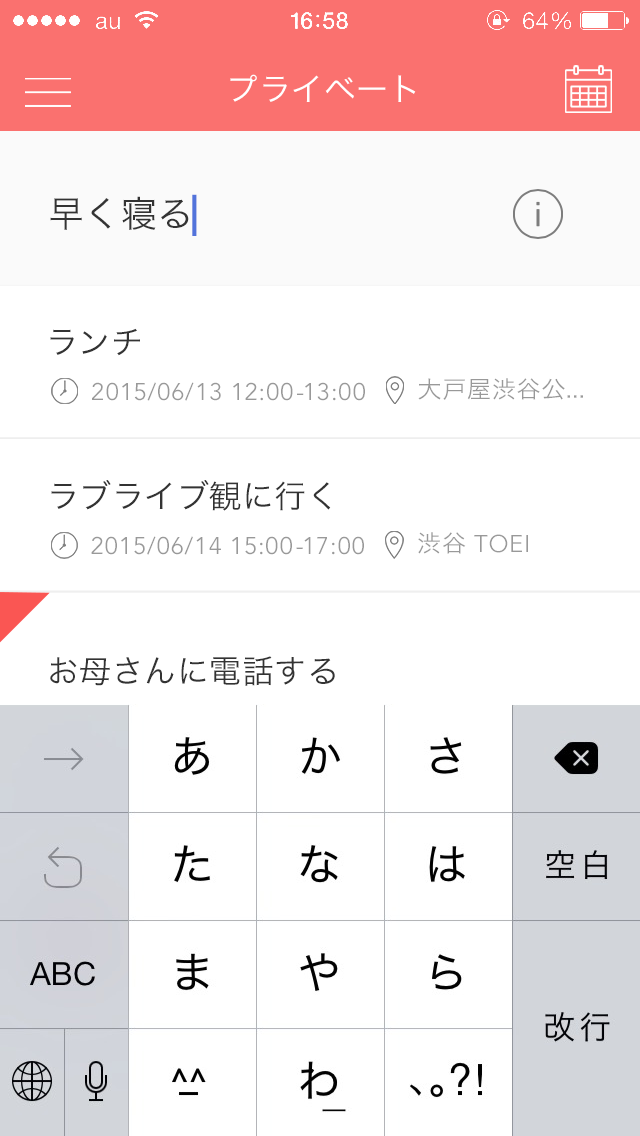 au 16:58 64%
プライベート
早く寝る
ランチ
2015/06/13 12:00-13:00 大戸屋渋谷公...
ラブライブ観に行く
2015/06/14 15:00-17:00 渋谷 TOEI
お母さんに電話する
→ あ か さ
た な は 空白
ABC ま や ら
^^ わ 、。?! 改行